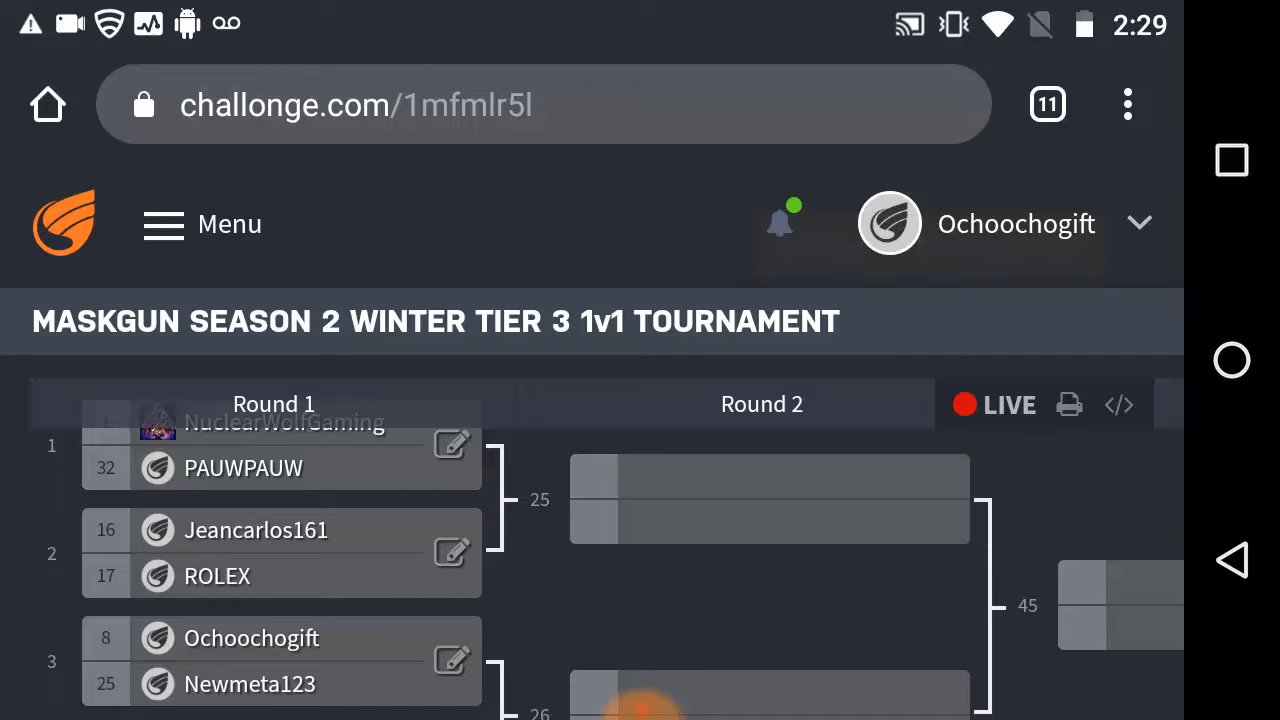 2:29
challonge.com/1mfmlr5l
11
Menu
Ochoochogift
MASKGUN SEASON 2 WINTER TIER 3 1v1 TOURNAMENT
Round 1
Round 2
LIVE
</>
NuclearWolfGaming
1
32 PAUWPAUW
25
16 Jeancarlos161
2
17 ROLEX
45
8 Ochoochogift
3
25 Newmeta123
26